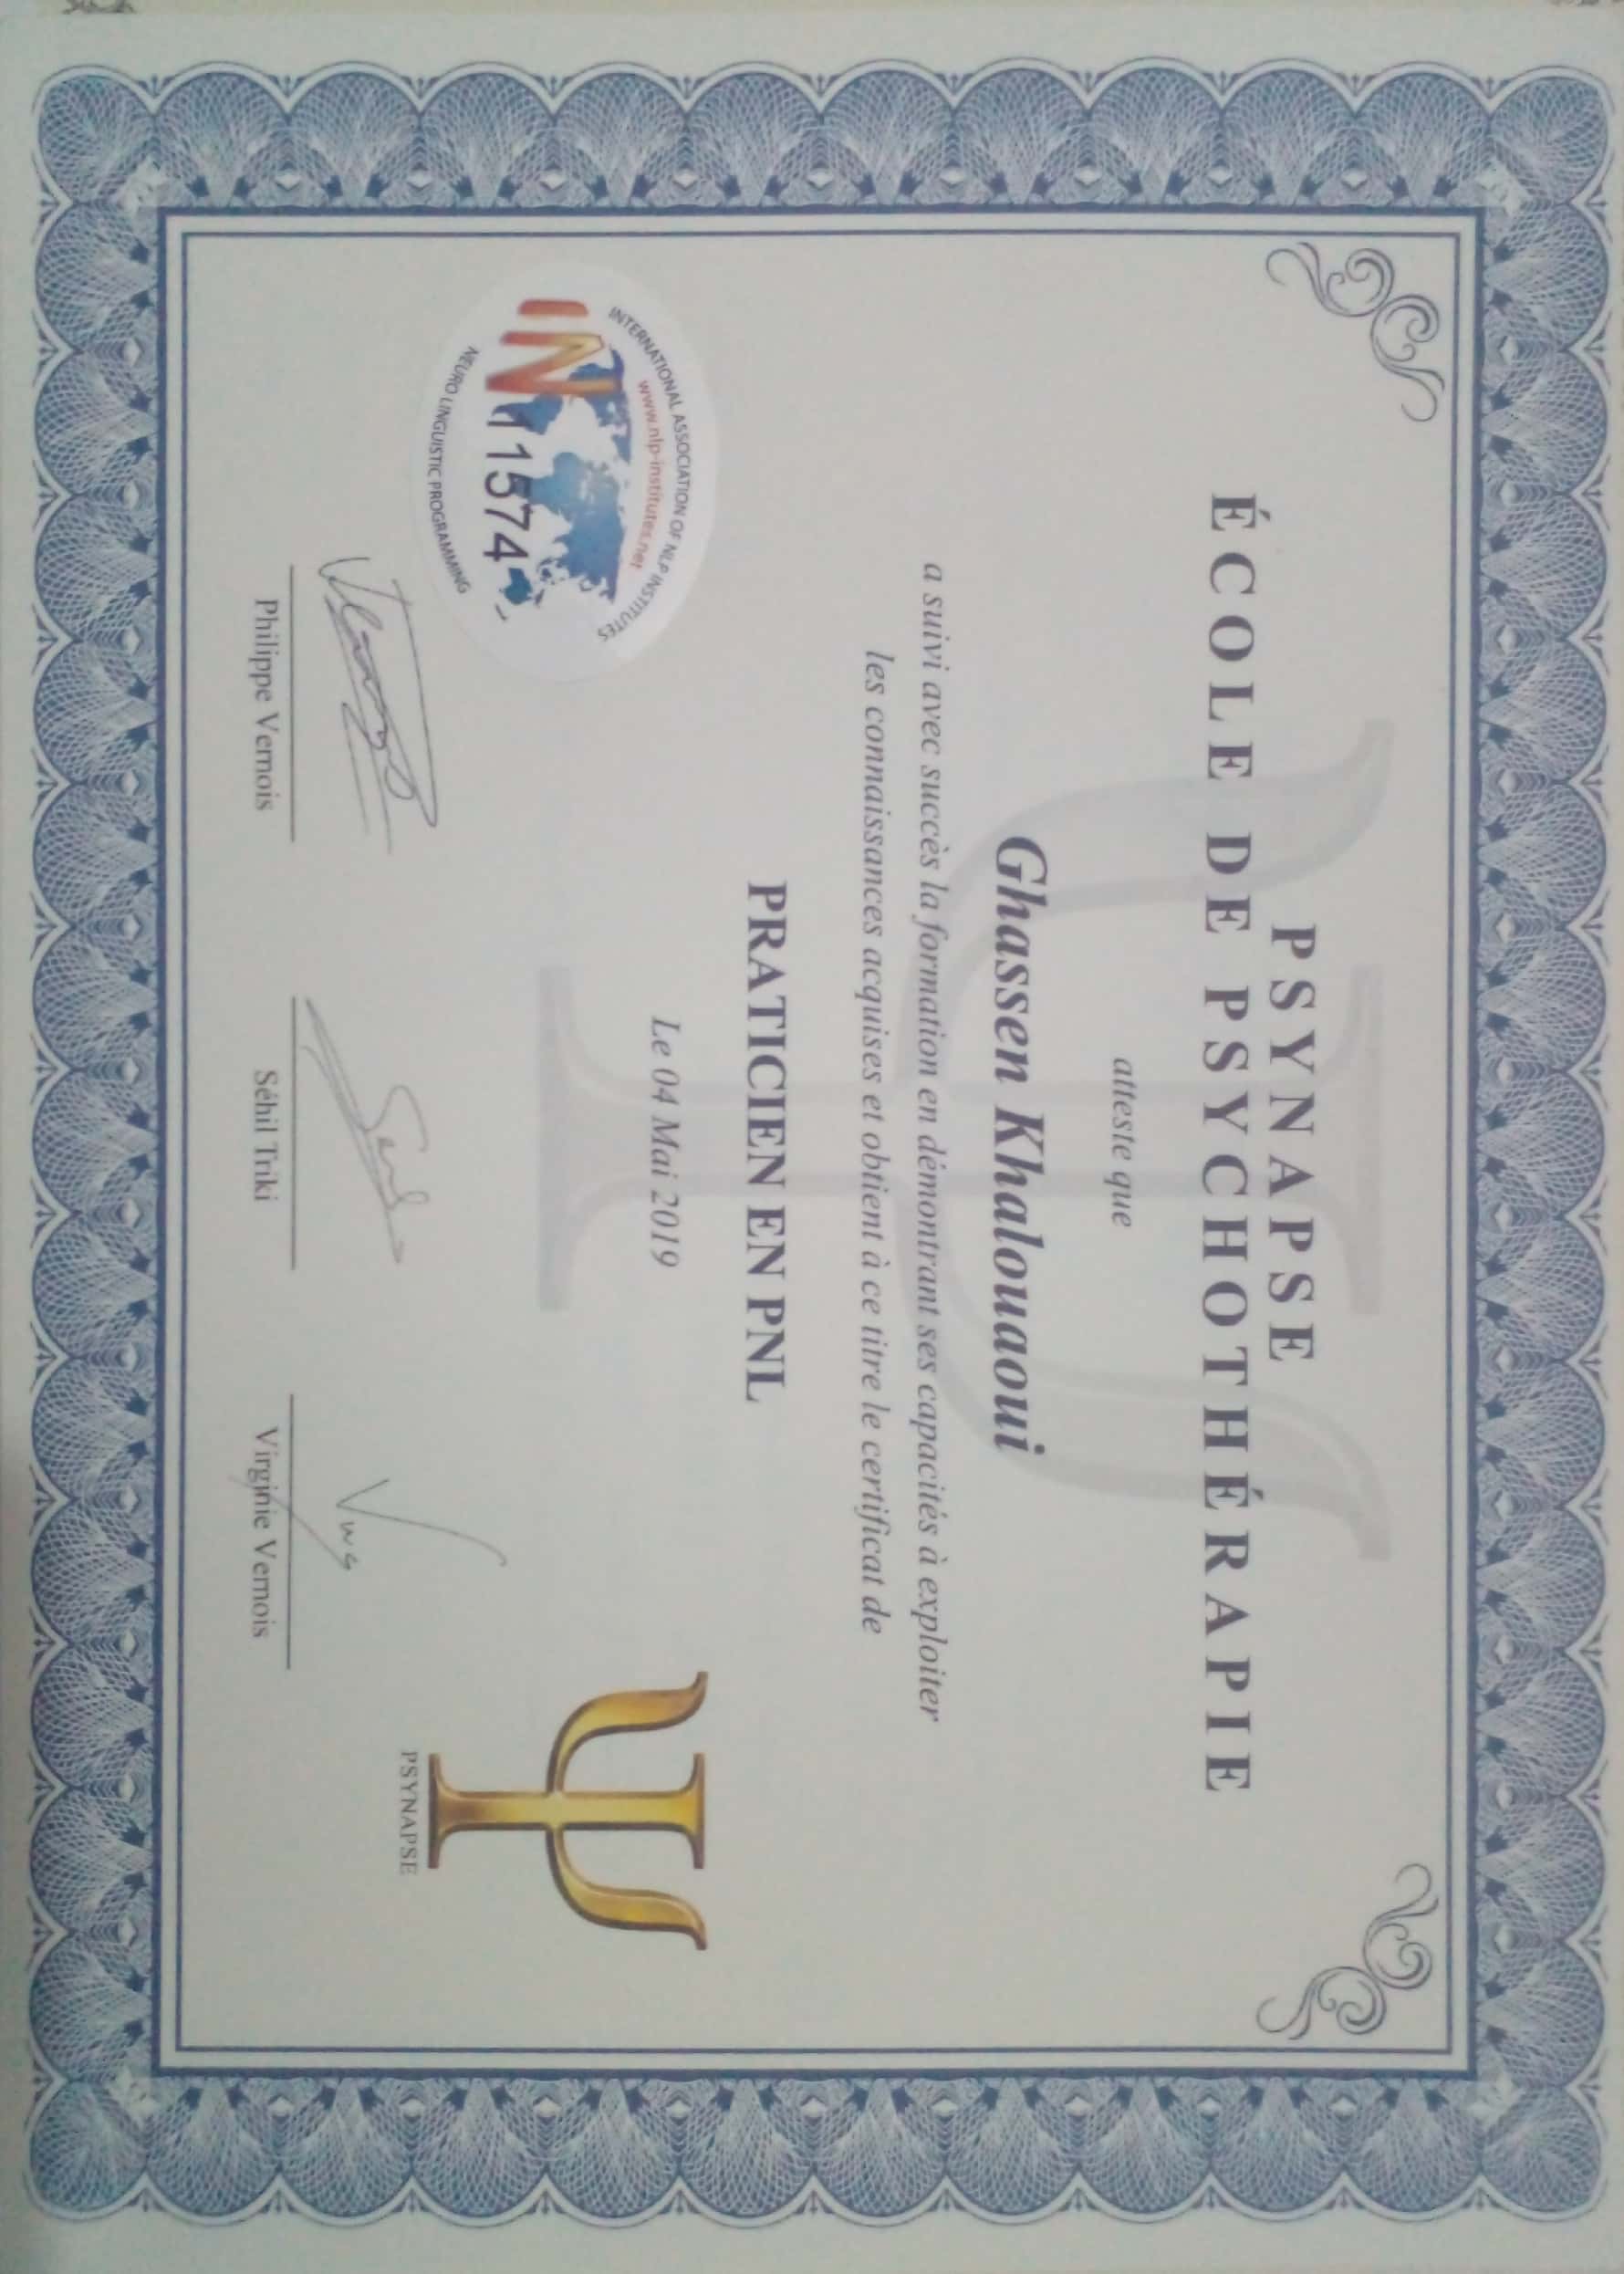 PSYNAPSE
ÉCOLE DE PSYCHOTHÉRAPIE
atteste que
Ghassen Khalouaoui
a suivi avec succès la formation en démontrant ses capacités à exploiter
les connaissances acquises et obtient à ce titre le certificat de
PRATICIEN EN PNL
Le 04 Mai 2019
INTERNATIONAL ASSOCIATION OF NLP INSTITUTES
www.nlp-institutes.net
IN
11574
NEURO LINGUISTIC PROGRAMMING
PSYNAPSE
Philippe Vernois
Séhil Triki
Virginie Vernois